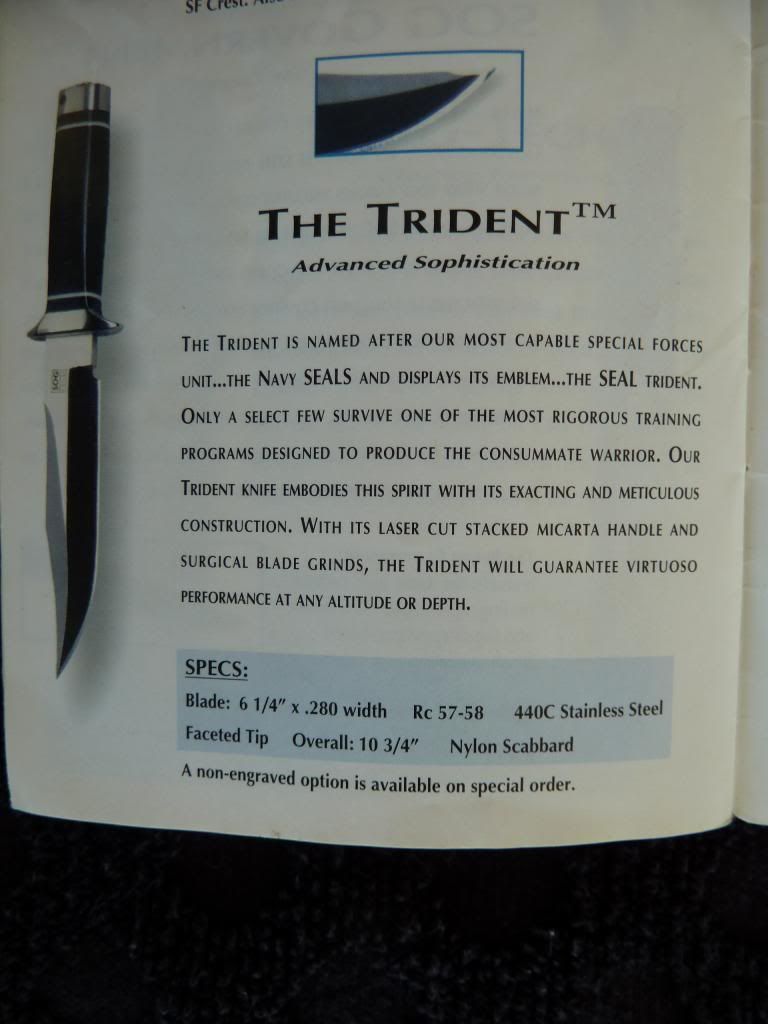 SF Crest.
THE TRIDENT™
Advanced Sophistication
THE TRIDENT IS NAMED AFTER OUR MOST CAPABLE SPECIAL FORCES
UNIT...THE NAVY SEALS AND DISPLAYS ITS EMBLEM...THE SEAL TRIDENT.
ONLY A SELECT FEW SURVIVE ONE OF THE MOST RIGOROUS TRAINING
PROGRAMS DESIGNED TO PRODUCE THE CONSUMMATE WARRIOR. OUR
TRIDENT KNIFE EMBODIES THIS SPIRIT WITH ITS EXACTING AND METICULOUS
CONSTRUCTION. WITH ITS LASER CUT STACKED MICARTA HANDLE AND
SURGICAL BLADE GRINDS, THE TRIDENT WILL GUARANTEE VIRTUOSO
PERFORMANCE AT ANY ALTITUDE OR DEPTH.
SOG
SPECS:
Blade: 6 1/4" x .280 width Rc 57-58 440C Stainless Steel
Faceted Tip Overall: 10 3/4" Nylon Scabbard
A non-engraved option is available on special order.